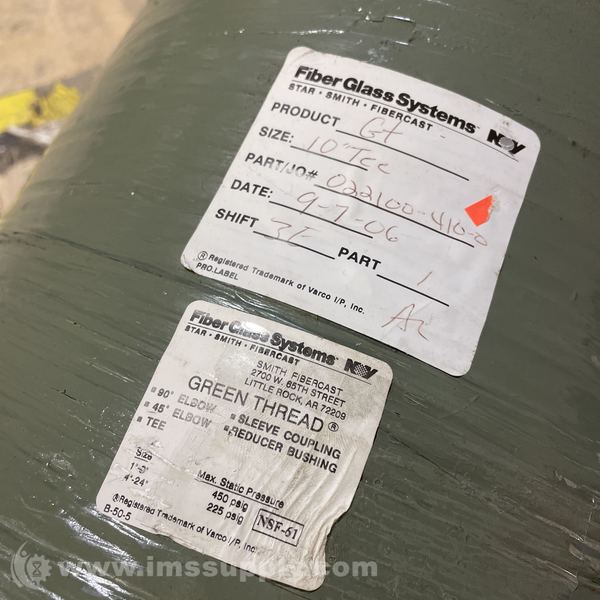 Fiber Glass Systems NOV
STAR · SMITH · FIBERCAST
PRODUCT Gt
SIZE: 10" Tee
PART/JO# 022100-410-0
DATE: 9-7-06
SHIFT 3F PART 1
® Registered Trademark of Varco I/P, Inc.
PRO.LABEL
Fiber Glass Systems NOV
STAR · SMITH · FIBERCAST
SMITH FIBERCAST
2700 W. 65TH STREET
LITTLE ROCK, AR 72209
GREEN THREAD ®
▪ 90° ELBOW ▪ SLEEVE COUPLING
▪ 45° ELBOW ▪ REDUCER BUSHING
▪ TEE
Size Max. Static Pressure
1"-3" 450 psig
4"-24" 225 psig
NSF-61
®Registered Trademark of Varco I/P, Inc.
B-50-5
www.imssupply.com